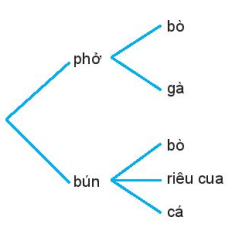 phở
bò
gà
bún
bò
riêu cua
cá